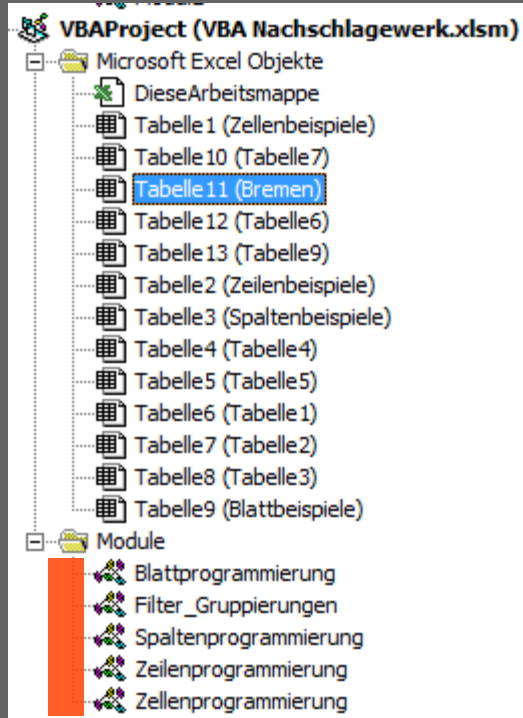 VBAProject (VBA Nachschlagewerk.xlsm)
Microsoft Excel Objekte
DieseArbeitsmappe
Tabelle1 (Zellenbeispiele)
Tabelle10 (Tabelle7)
Tabelle11 (Bremen)
Tabelle12 (Tabelle6)
Tabelle13 (Tabelle9)
Tabelle2 (Zeilenbeispiele)
Tabelle3 (Spaltenbeispiele)
Tabelle4 (Tabelle4)
Tabelle5 (Tabelle5)
Tabelle6 (Tabelle1)
Tabelle7 (Tabelle2)
Tabelle8 (Tabelle3)
Tabelle9 (Blattbeispiele)
Module
Blattprogrammierung
Filter_Gruppierungen
Spaltenprogrammierung
Zeilenprogrammierung
Zellenprogrammierung